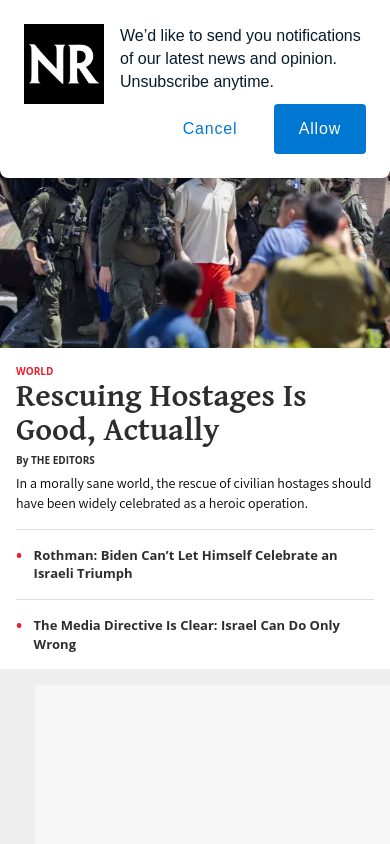 NR
We’d like to send you notifications
of our latest news and opinion.
Unsubscribe anytime.
Cancel
Allow
WORLD
Rescuing Hostages Is
Good, Actually
By THE EDITORS
In a morally sane world, the rescue of civilian hostages should
have been widely celebrated as a heroic operation.
• Rothman: Biden Can’t Let Himself Celebrate an
Israeli Triumph
• The Media Directive Is Clear: Israel Can Do Only
Wrong